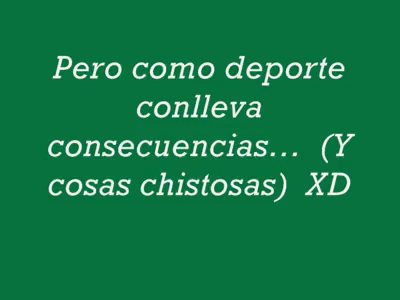 Pero como deporte
conlleva
consecuencias... (Y
cosas chistosas) XD